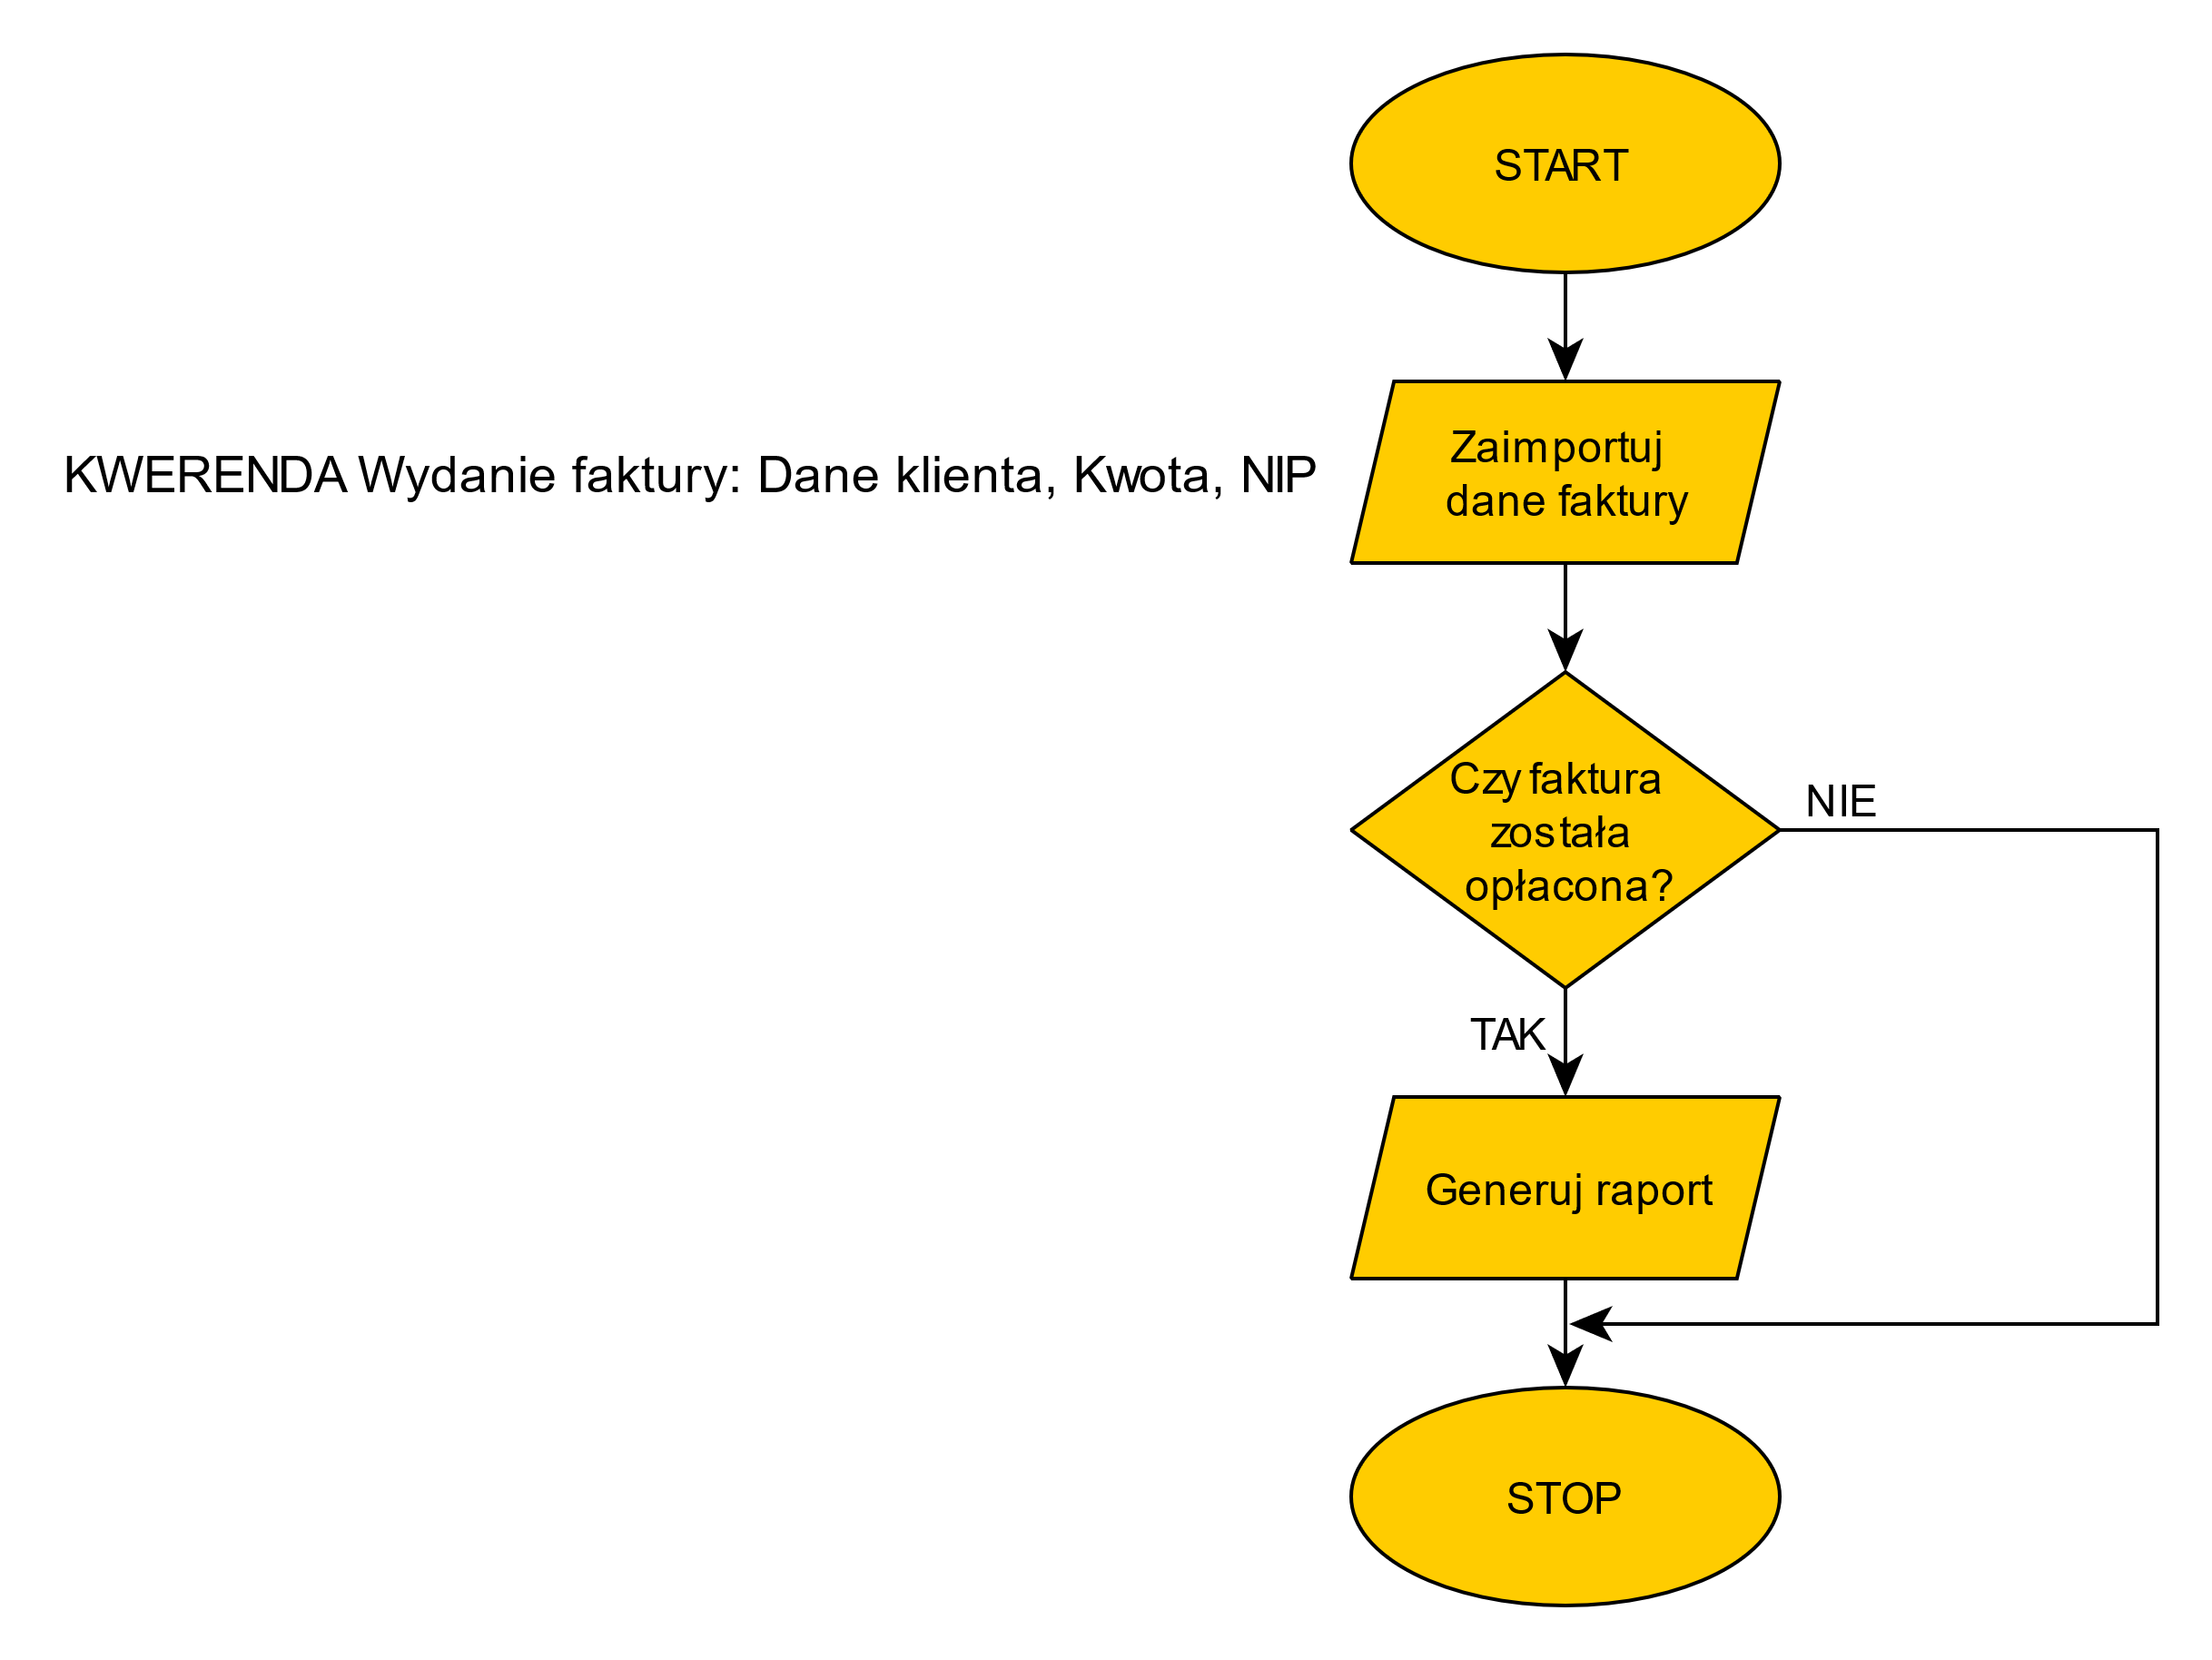 START
KWERENDA Wydanie faktury: Dane klienta, Kwota, NIP
Zaimportuj
dane faktury
Czy faktura
została
opłacona?
NIE
TAK
Generuj raport
STOP